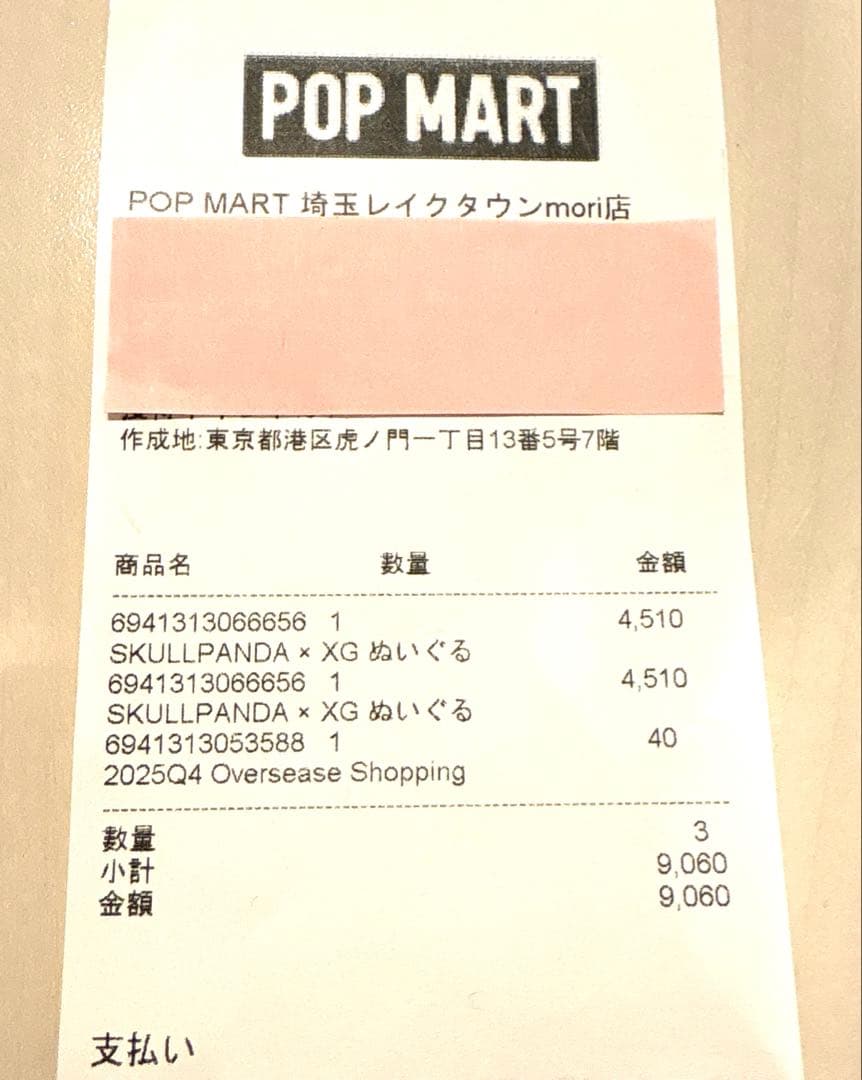 POP MART
POP MART 埼玉レイクタウンmori店
作成地:東京都港区虎ノ門一丁目13番5号7階
商品名 数量 金額
6941313066656 1 4,510
SKULLPANDA × XG ぬいぐる
6941313066656 1 4,510
SKULLPANDA × XG ぬいぐる
6941313053588 1 40
2025Q4 Oversease Shopping
数量 3
小計 9,060
金額 9,060
支払い